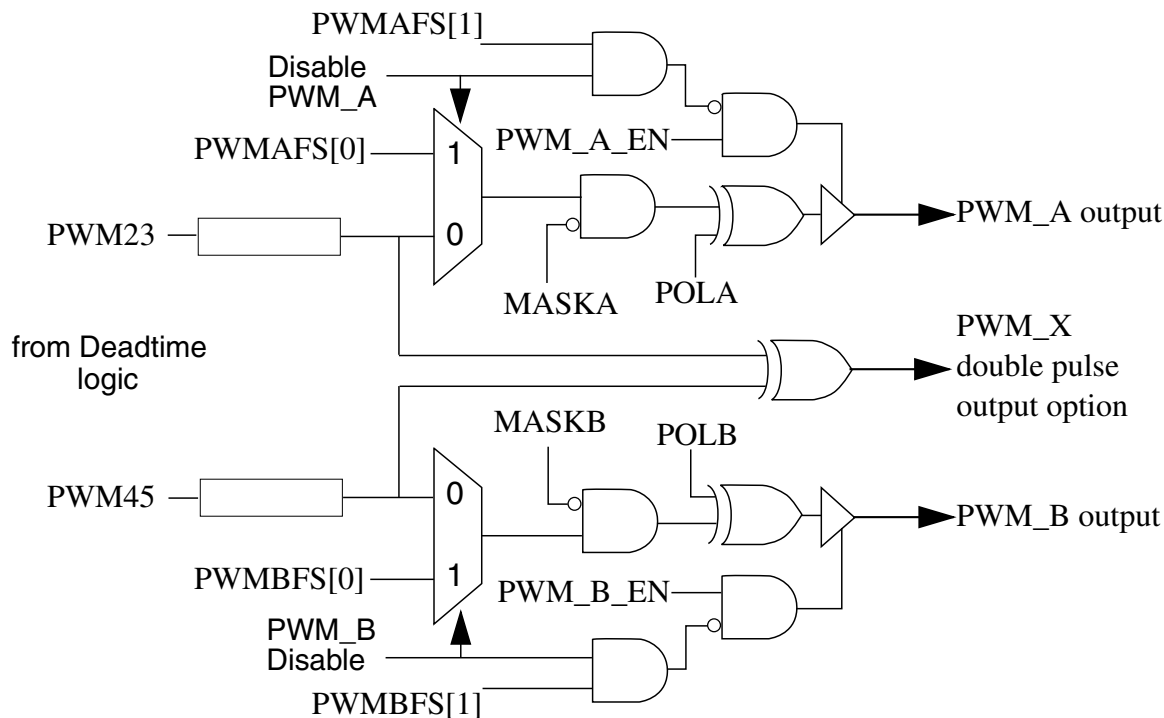 PWMAFS[1]
Disable
PWM_A
PWMAFS[0]
1
PWM_A_EN
PWM23
0
PWM_A output
MASKA
POLA
from Deadtime
logic
PWM_X
double pulse
output option
MASKB
POLB
PWM45
0
PWM_B output
PWMBFS[0]
1
PWM_B_EN
PWM_B
Disable
PWMBFS[1]